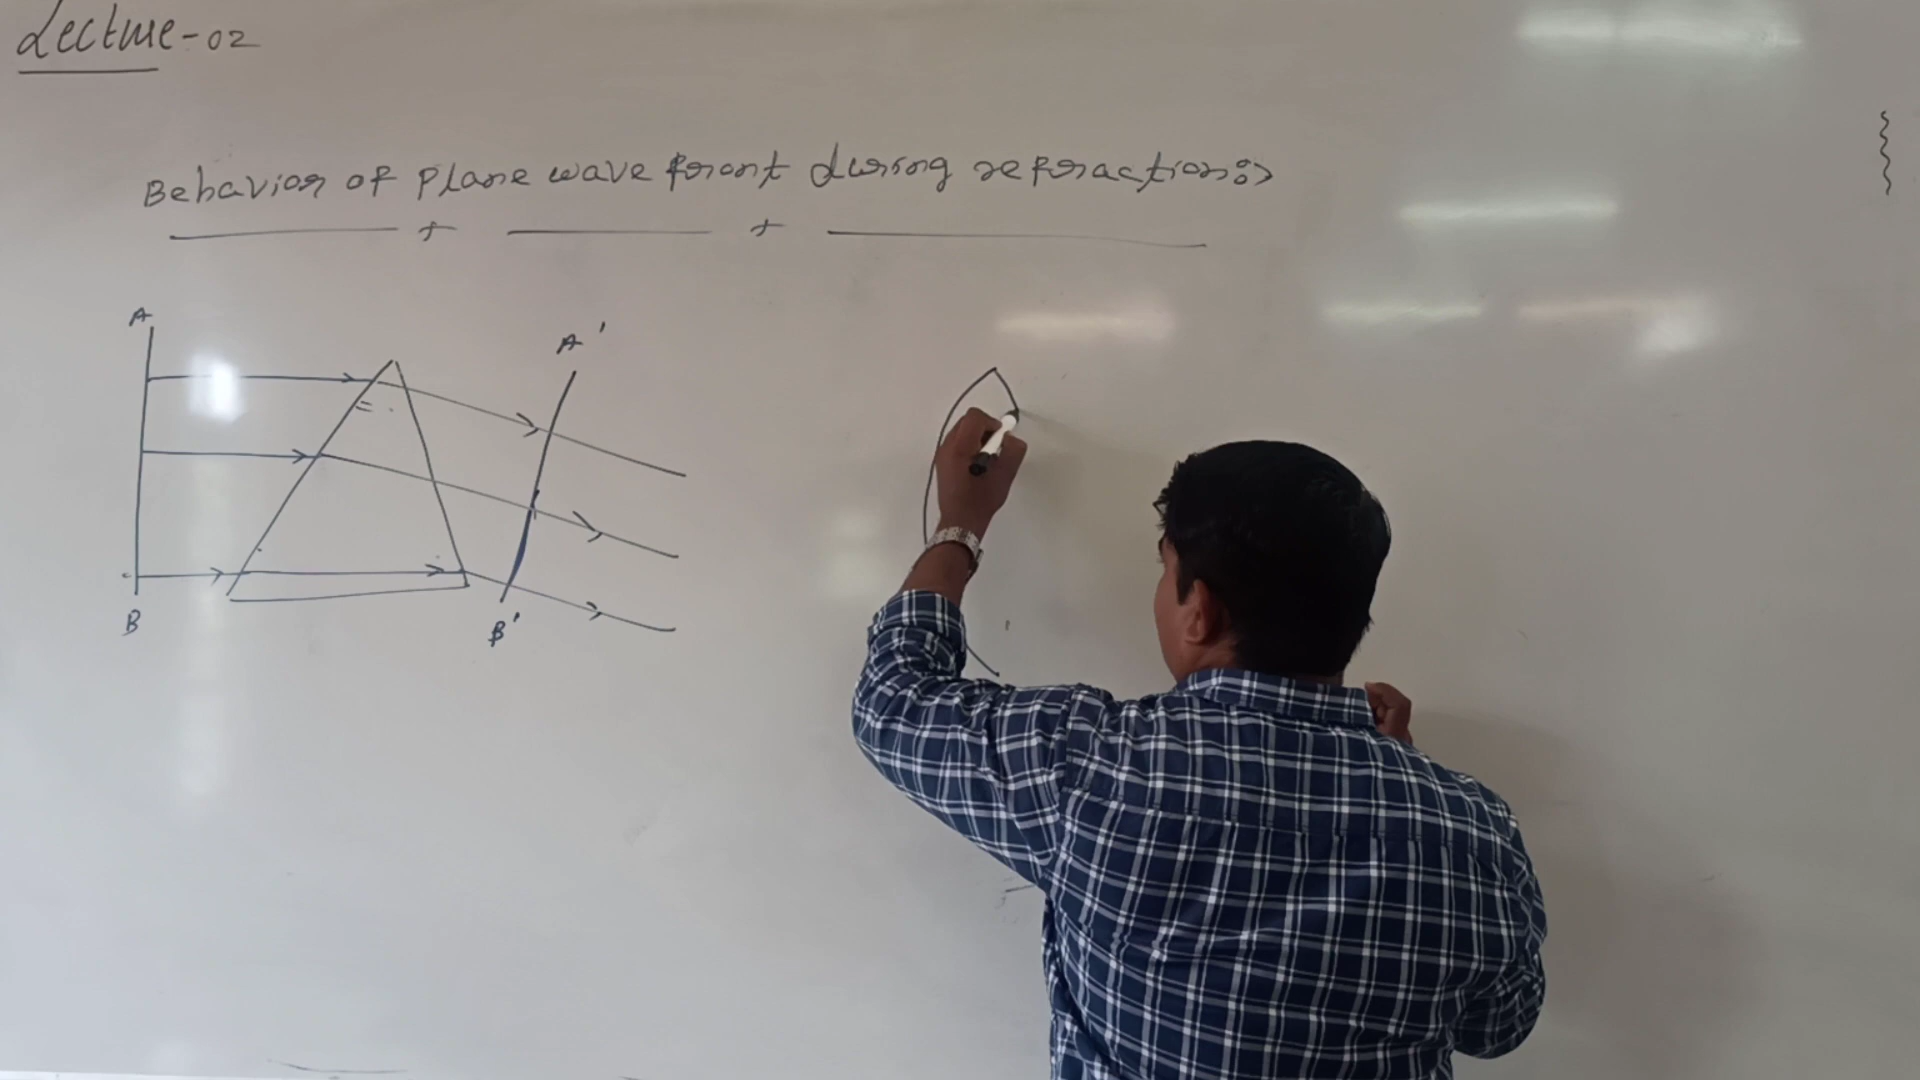 Lecture-02
Behavior of plane wave front during refraction:>
A
A'
B
B'